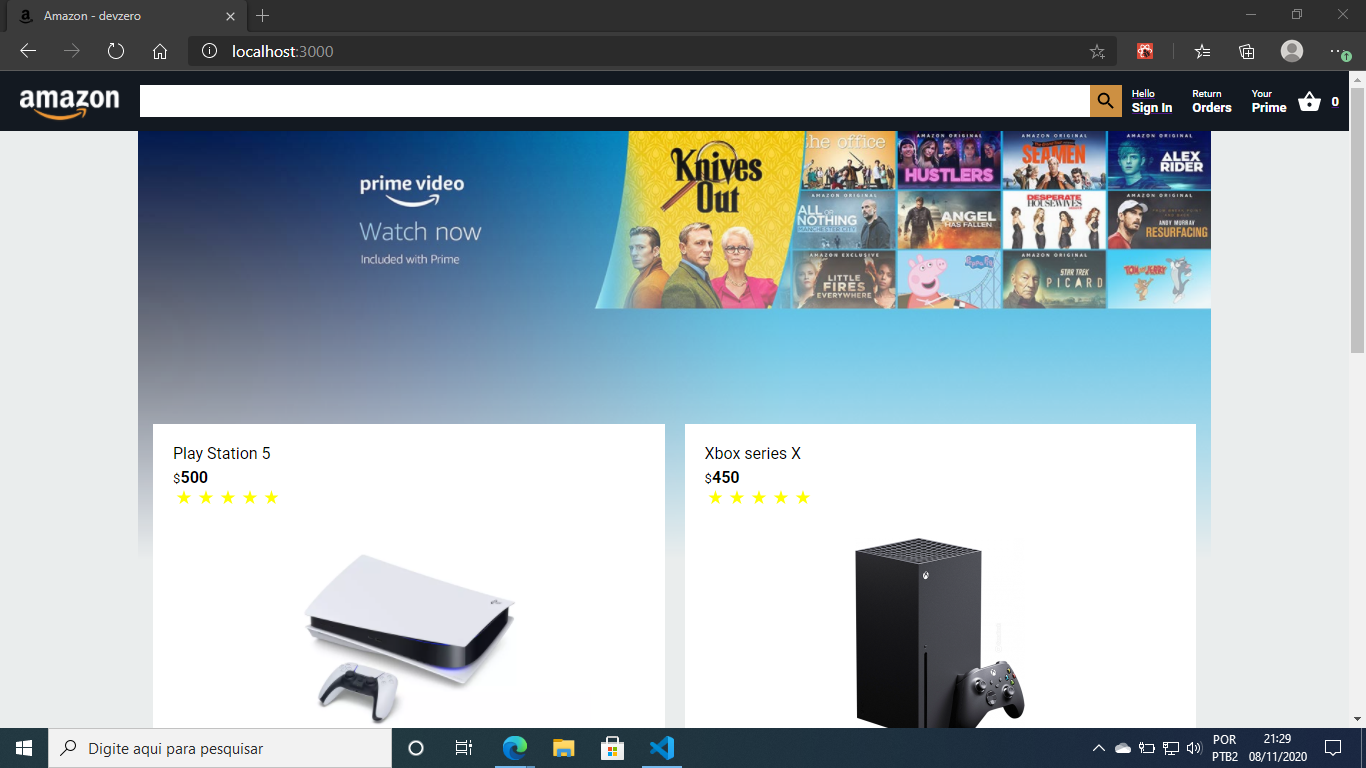 Amazon - devzero
localhost:3000
amazon
Hello
Sign In
Return
Orders
Your
Prime
0
prime video
Watch now
Included with Prime
Knives
Out
he office
AMAZON ORIGINAL
HUSTLERS
AMAZON ORIGINAL
SEAMEN
AMAZON ORIGINAL
ALEX
RIDER
AMAZON ORIGINAL
ALL OR
NOTHING
MANCHESTER CITY
ANGEL
HAS FALLEN
DESPERATE
HOUSEWIVES
ANDY MURRAY
RESURFACING
AMAZON EXCLUSIVE
LITTLE
FIRES
EVERYWHERE
Peppa Pig
AMAZON ORIGINAL
STAR TREK
PICARD
TOM and JERRY
Play Station 5
$500
Xbox series X
$450
Digite aqui para pesquisar
POR
PTB2
21:29
08/11/2020